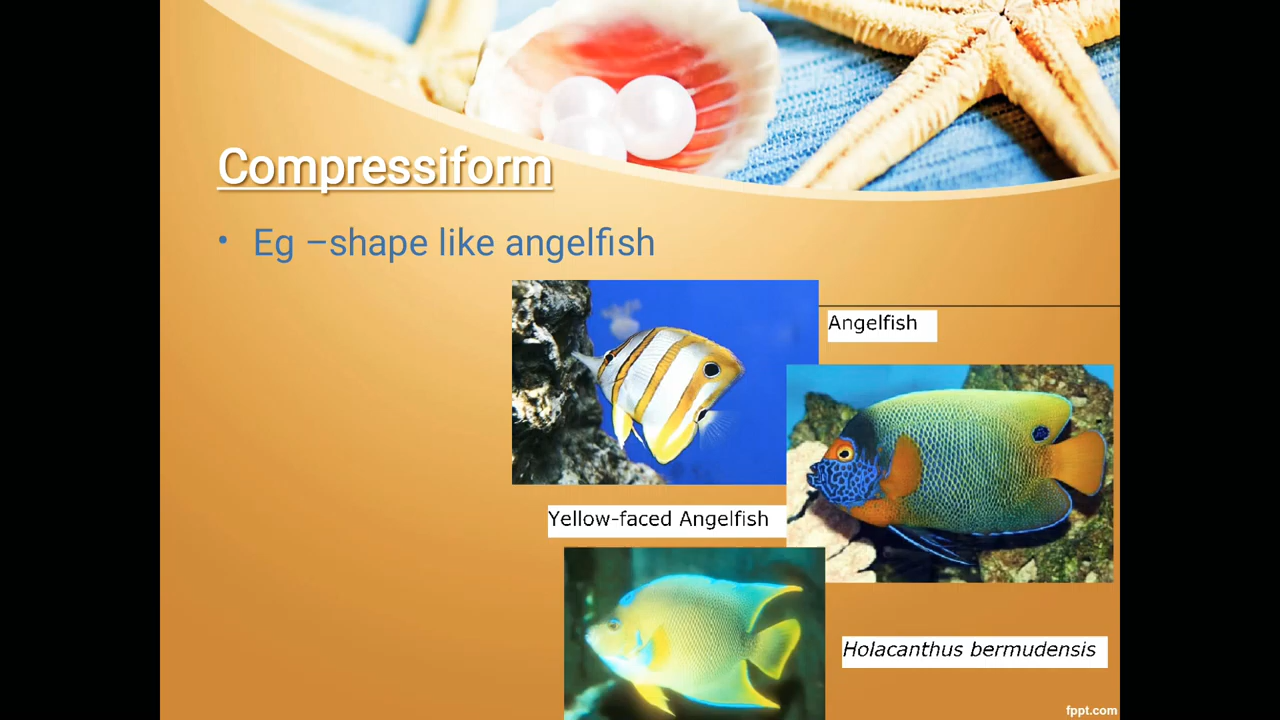 Compressiform
• Eg –shape like angelfish
Angelfish
Yellow-faced Angelfish
Holacanthus bermudensis
fppt.com